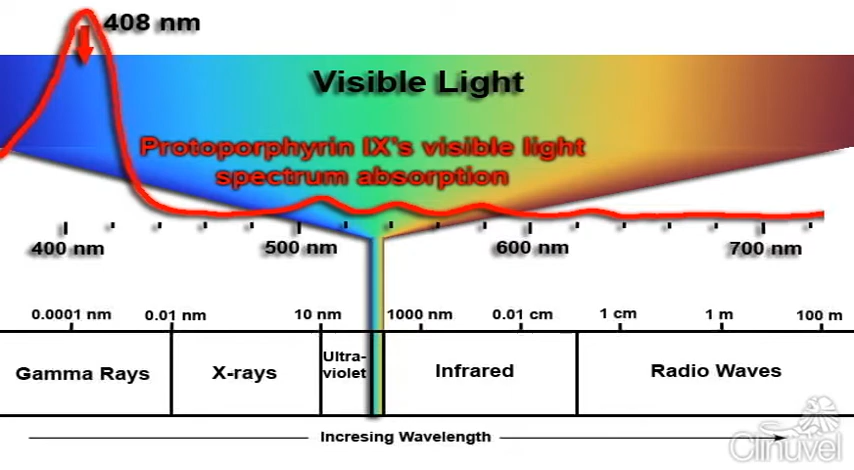 408 nm
Visible Light
Protoporphyrin IX's visible light
spectrum absorption
400 nm
500 nm
600 nm
700 nm
0.0001 nm
0.01 nm
10 nm
1000 nm
0.01 cm
1 cm
1 m
100 m
Gamma Rays
X-rays
Ultra-
violet
Infrared
Radio Waves
Incresing Wavelength
Clinuvel